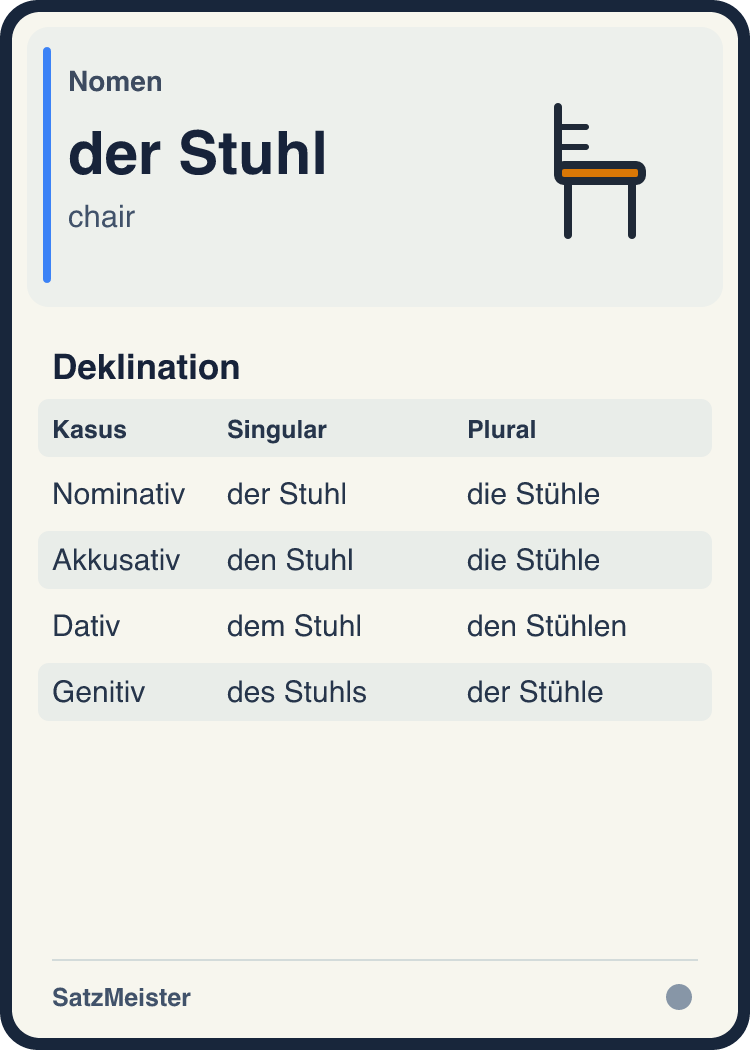 Nomen
der Stuhl
chair
Deklination
Kasus Singular Plural
Nominativ der Stuhl die Stühle
Akkusativ den Stuhl die Stühle
Dativ dem Stuhl den Stühlen
Genitiv des Stuhls der Stühle
SatzMeister